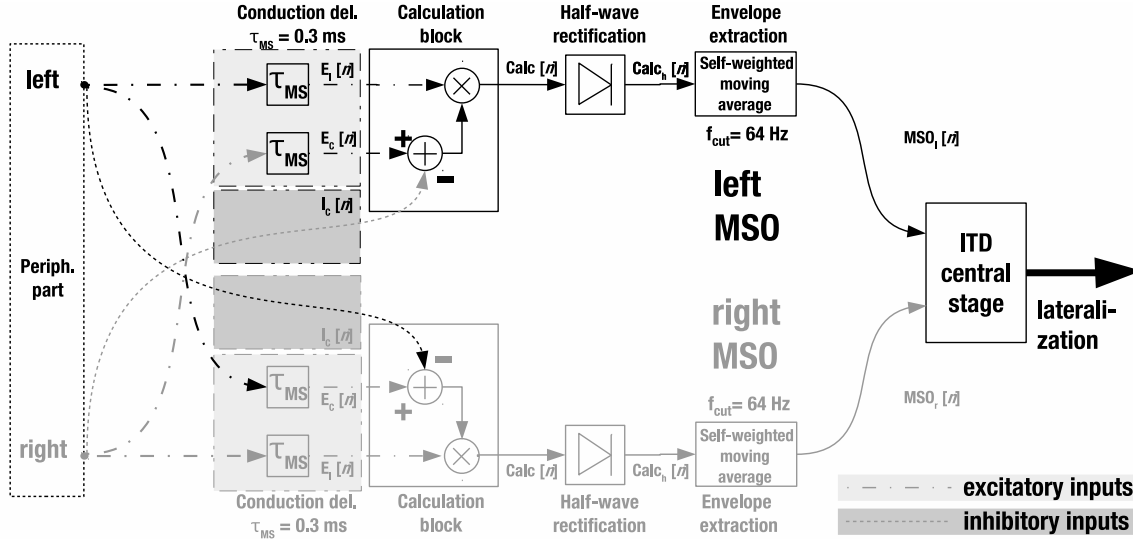 Conduction del.
τMS = 0.3 ms
Calculation
block
Half-wave
rectification
Envelope
extraction
left
τMS
El [n]
Calc [n]
Calch [n]
Self-weighted
moving
average
τMS
Ec [n]
+
−
fcut= 64 Hz
MSOl [n]
Ic [n]
left
MSO
Periph.
part
ITD
central
stage
laterali-
zation
right
MSO
Ic [n]
−
+
τMS
Ec [n]
fcut= 64 Hz
MSOr [n]
right
τMS
El [n]
Calc [n]
Calch [n]
Self-weighted
moving
average
Conduction del.
τMS = 0.3 ms
Calculation
block
Half-wave
rectification
Envelope
extraction
excitatory inputs
inhibitory inputs